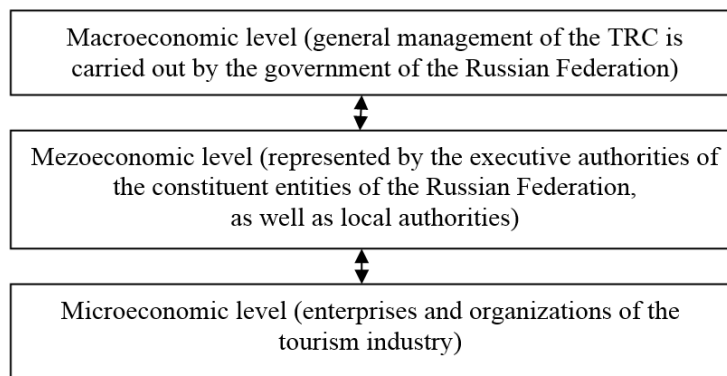 Macroeconomic level (general management of the TRC is
carried out by the government of the Russian Federation)
Mezoeconomic level (represented by the executive authorities of
the constituent entities of the Russian Federation,
as well as local authorities)
Microeconomic level (enterprises and organizations of the
tourism industry)